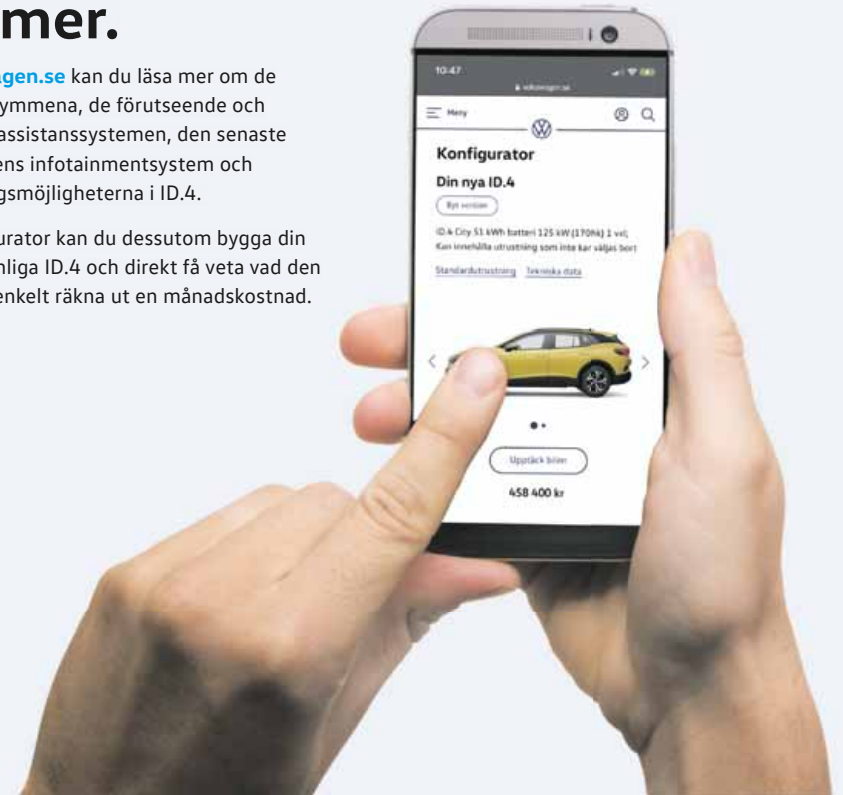 mer.
agen.se kan du läsa mer om de
ymmena, de förutseende och
assistanssystemen, den senaste
ens infotainmentsystem och
gsmöjligheterna i ID.4.
urator kan du dessutom bygga din
nliga ID.4 och direkt få veta vad den
enkelt räkna ut en månadskostnad.
10:47
volkswagen.se
Meny
Konfigurator
Din nya ID.4
Byt version
ID.4 City 51 kWh batteri 125 kW (170hk) 1 vxl;
Kan innehålla utrustning som inte kar väljas bort
Standardutrustning Tekniska data
Upptäck bilen
458 400 kr